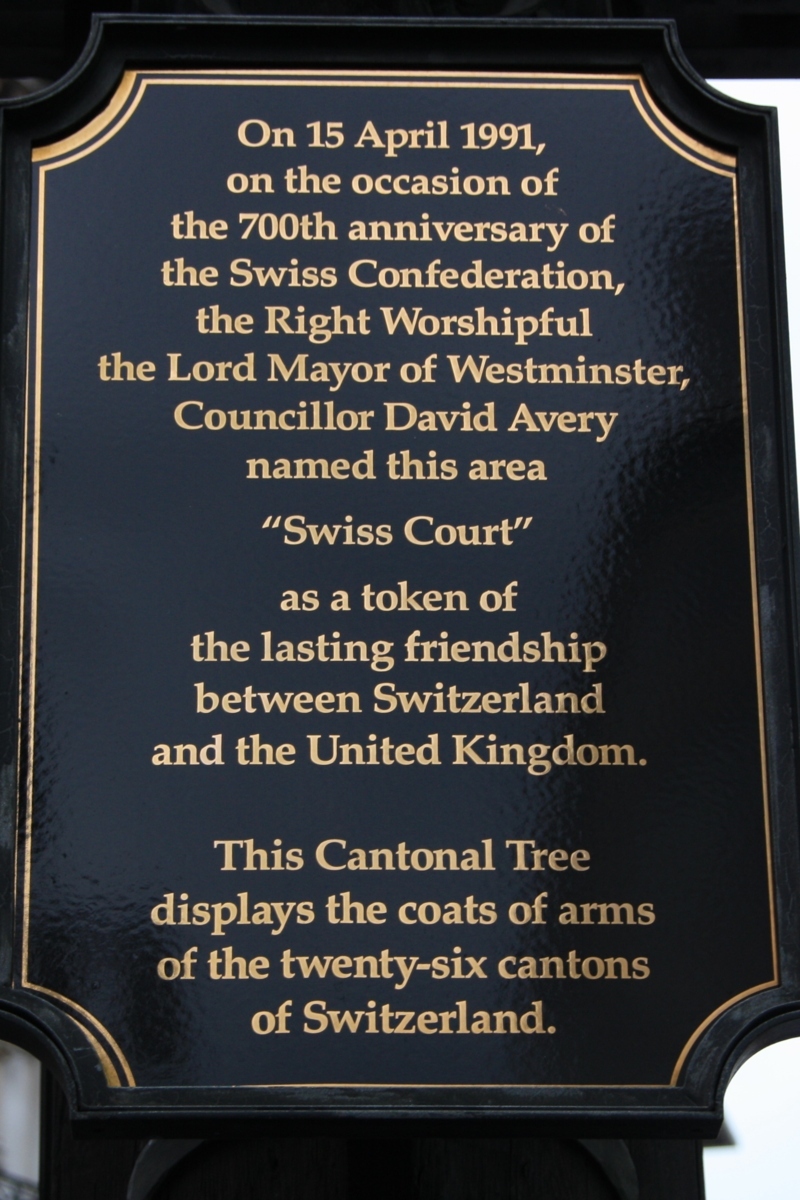 On 15 April 1991,
on the occasion of
the 700th anniversary of
the Swiss Confederation,
the Right Worshipful
the Lord Mayor of Westminster,
Councillor David Avery
named this area
“Swiss Court”
as a token of
the lasting friendship
between Switzerland
and the United Kingdom.
This Cantonal Tree
displays the coats of arms
of the twenty-six cantons
of Switzerland.